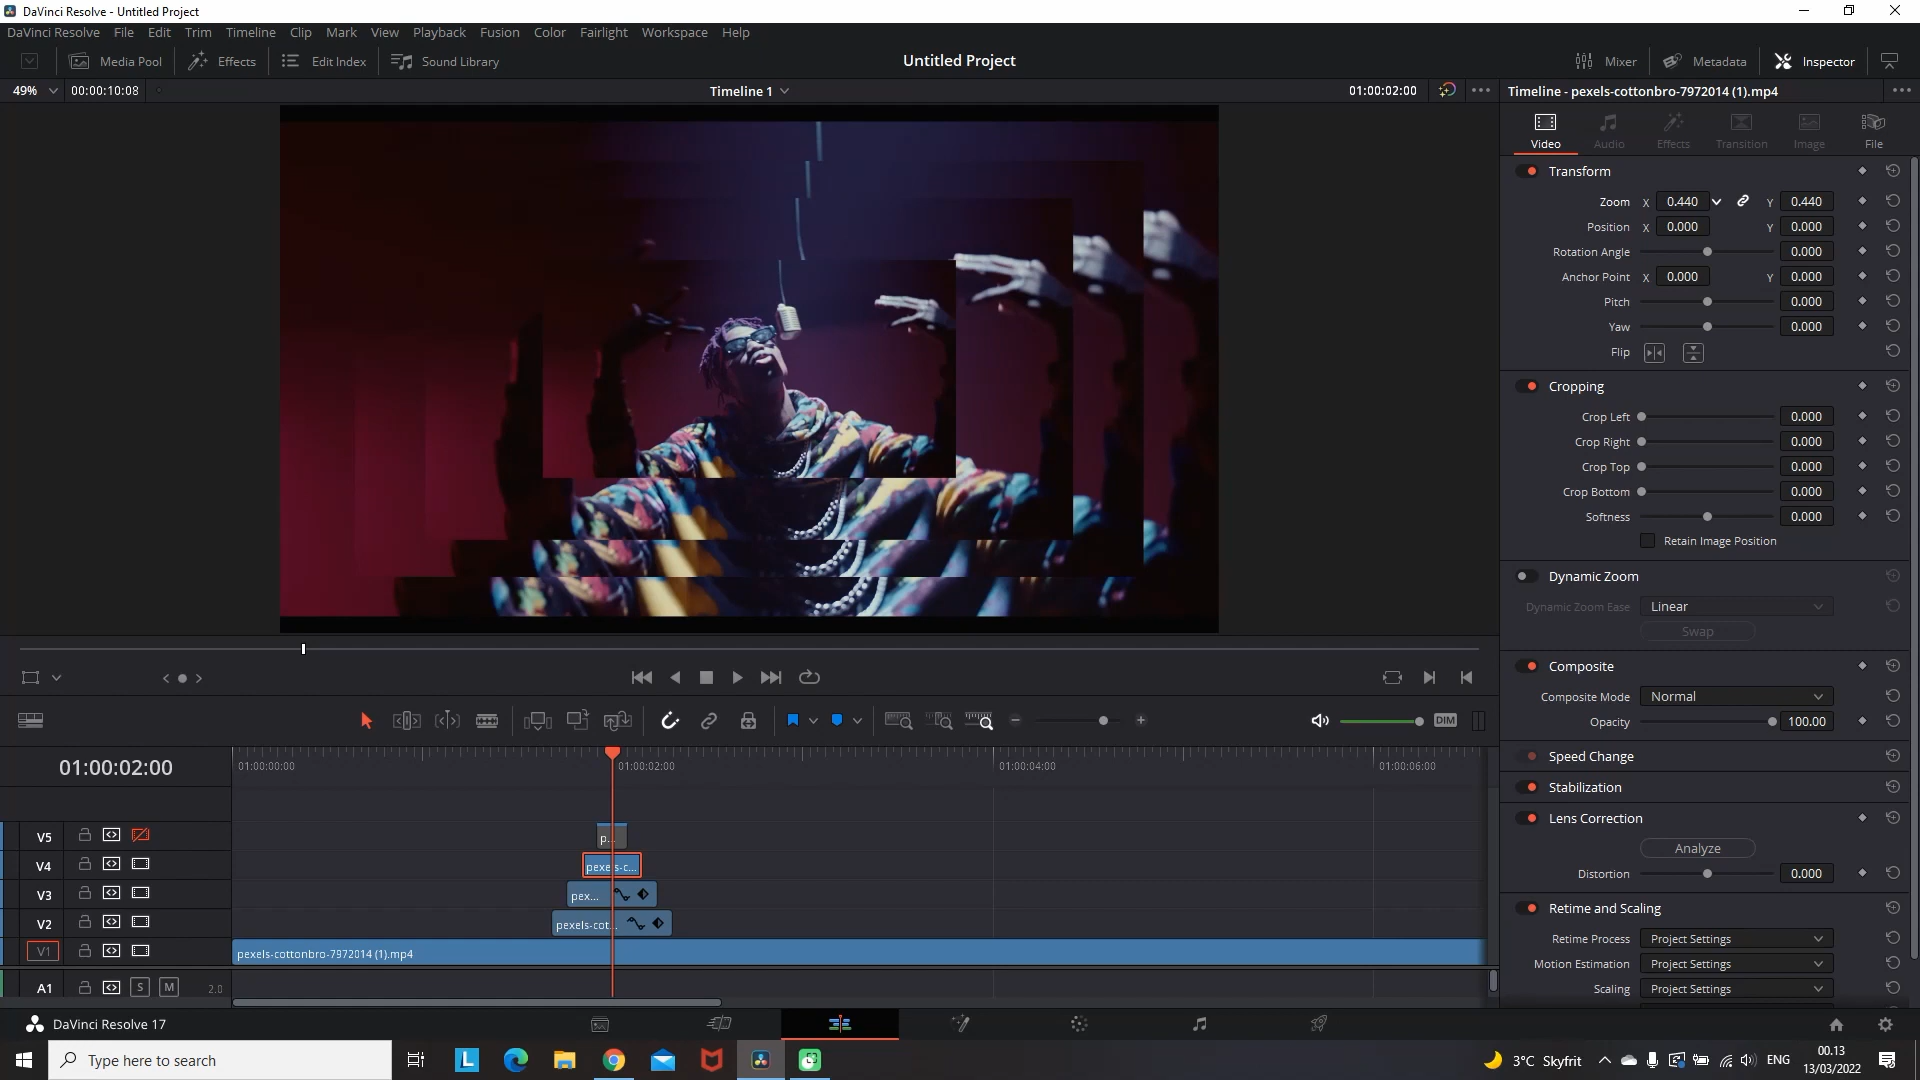 DaVinci Resolve - Untitled Project
DaVinci Resolve File Edit Trim Timeline Clip Mark View Playback Fusion Color Fairlight Workspace Help
Media Pool Effects Edit Index Sound Library Untitled Project Mixer Metadata Inspector
49% 00:00:10:08 Timeline 1 01:00:02:00 Timeline - pexels-cottonbro-7972014 (1).mp4
Video Audio Effects Transition Image File
Transform
Zoom X 0.440 Y 0.440
Position X 0.000 Y 0.000
Rotation Angle 0.000
Anchor Point X 0.000 Y 0.000
Pitch 0.000
Yaw 0.000
Flip
Cropping
Crop Left 0.000
Crop Right 0.000
Crop Top 0.000
Crop Bottom 0.000
Softness 0.000
Retain Image Position
Dynamic Zoom
Dynamic Zoom Ease Linear
Swap
Composite
Composite Mode Normal
Opacity 100.00
Speed Change
Stabilization
Lens Correction
Analyze
Distortion 0.000
Retime and Scaling
Retime Process Project Settings
Motion Estimation Project Settings
Scaling Project Settings
DIM
01:00:02:00 01:00:00:00 01:00:02:00 01:00:04:00 01:00:06:00
V5 p...
V4 pexels-c...
V3 pex...
V2 pexels-cot...
V1 pexels-cottonbro-7972014 (1).mp4
A1 S M 2.0
DaVinci Resolve 17
Type here to search
L
3°C Skyfrit ENG 00.13
13/03/2022